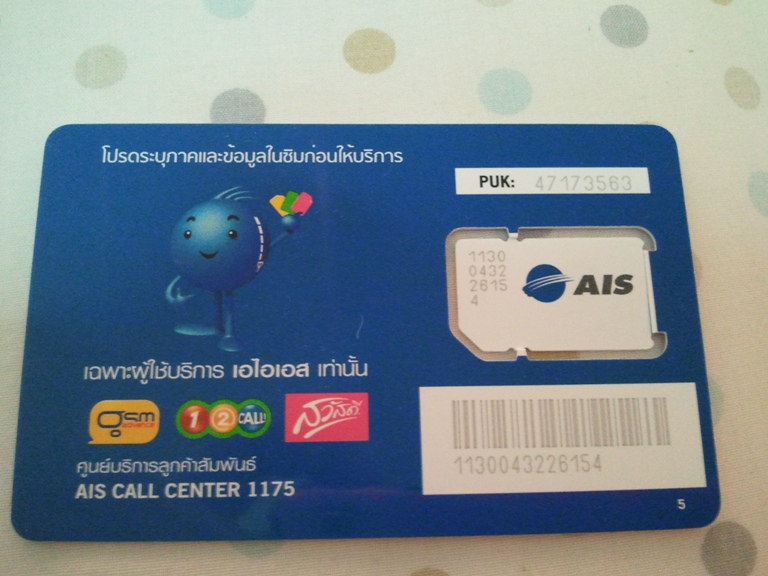 โปรดระบุภาคและข้อมูลในซิมก่อนให้บริการ
PUK: 47173563
1130
0432
2615
4
AIS
เฉพาะผู้ใช้บริการ เอไอเอส เท่านั้น
gsm
advance
1 2 CALL!
สวัสดี
1130043226154
ศูนย์บริการลูกค้าสัมพันธ์
AIS CALL CENTER 1175
5